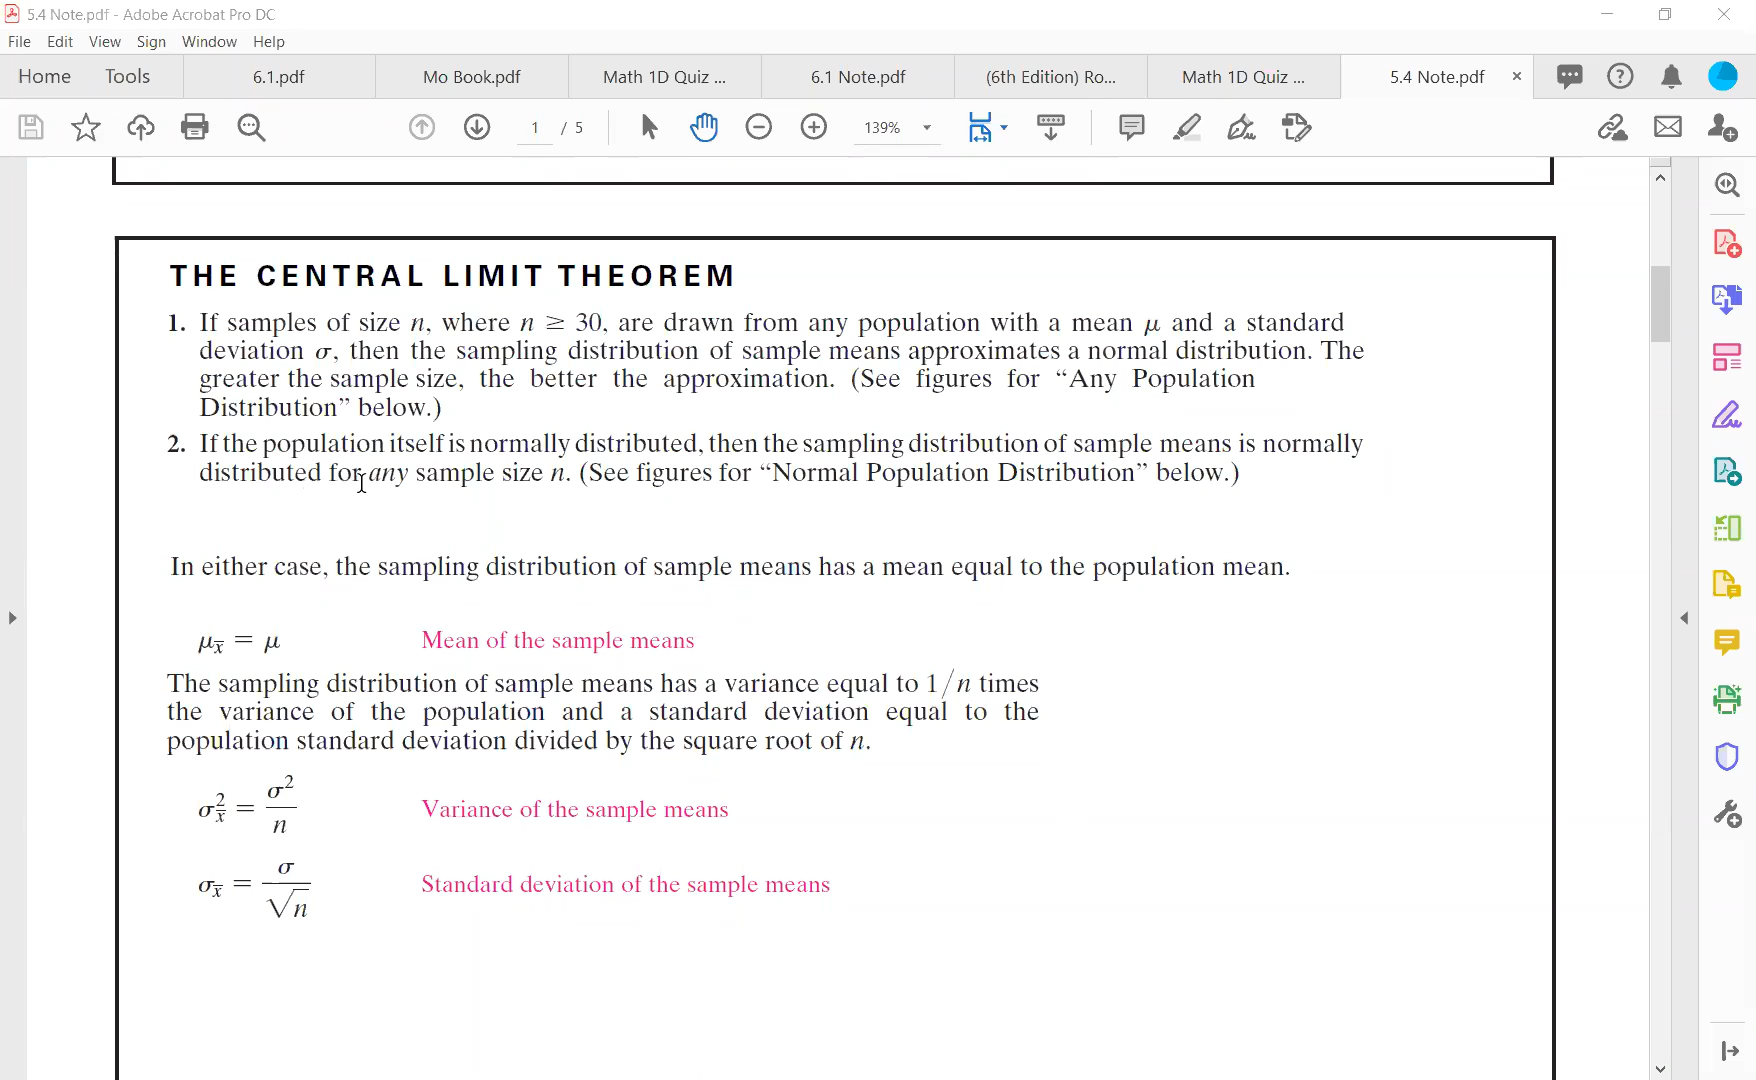 5.4 Note.pdf - Adobe Acrobat Pro DC
File Edit View Sign Window Help
Home Tools 6.1.pdf Mo Book.pdf Math 1D Quiz ... 6.1 Note.pdf (6th Edition) Ro... Math 1D Quiz ... 5.4 Note.pdf ×
1 / 5 139%
THE CENTRAL LIMIT THEOREM
1. If samples of size n, where n ≥ 30, are drawn from any population with a mean μ and a standard
deviation σ, then the sampling distribution of sample means approximates a normal distribution. The
greater the sample size, the better the approximation. (See figures for “Any Population
Distribution” below.)
2. If the population itself is normally distributed, then the sampling distribution of sample means is normally
distributed for any sample size n. (See figures for “Normal Population Distribution” below.)
In either case, the sampling distribution of sample means has a mean equal to the population mean.
μ_x̄ = μ Mean of the sample means
The sampling distribution of sample means has a variance equal to 1/n times
the variance of the population and a standard deviation equal to the
population standard deviation divided by the square root of n.
σ²_x̄ = σ²/n Variance of the sample means
σ_x̄ = σ/√n Standard deviation of the sample means